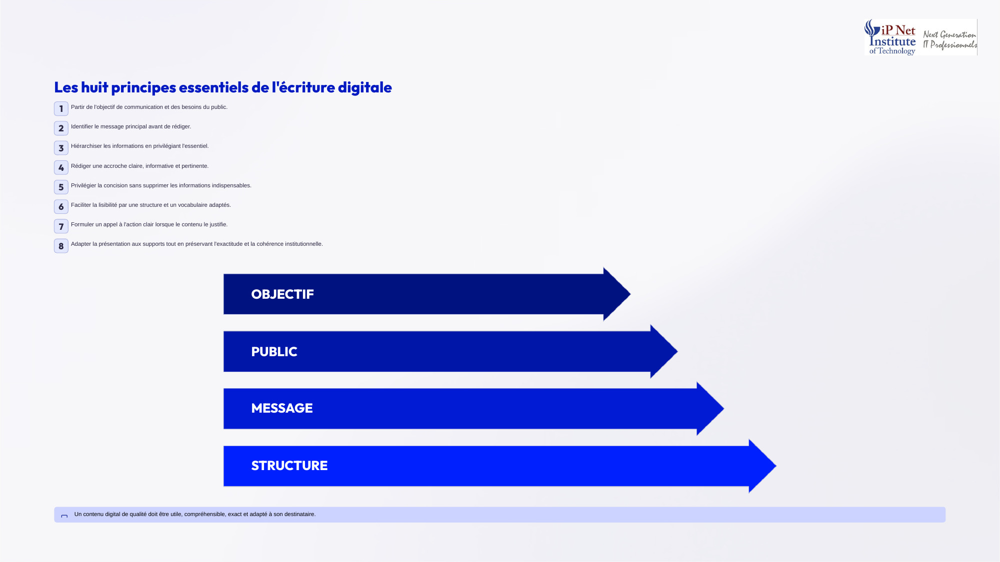 iP Net
Institute
of Technology
Next Generation
IT Professionnels
Les huit principes essentiels de l'écriture digitale
1 Partir de l'objectif de communication et des besoins du public.
2 Identifier le message principal avant de rédiger.
3 Hiérarchiser les informations en privilégiant l'essentiel.
4 Rédiger une accroche claire, informative et pertinente.
5 Privilégier la concision sans supprimer les informations indispensables.
6 Faciliter la lisibilité par une structure et un vocabulaire adaptés.
7 Formuler un appel à l'action clair lorsque le contenu le justifie.
8 Adapter la présentation aux supports tout en préservant l'exactitude et la cohérence institutionnelle.
OBJECTIF
PUBLIC
MESSAGE
STRUCTURE
Un contenu digital de qualité doit être utile, compréhensible, exact et adapté à son destinataire.